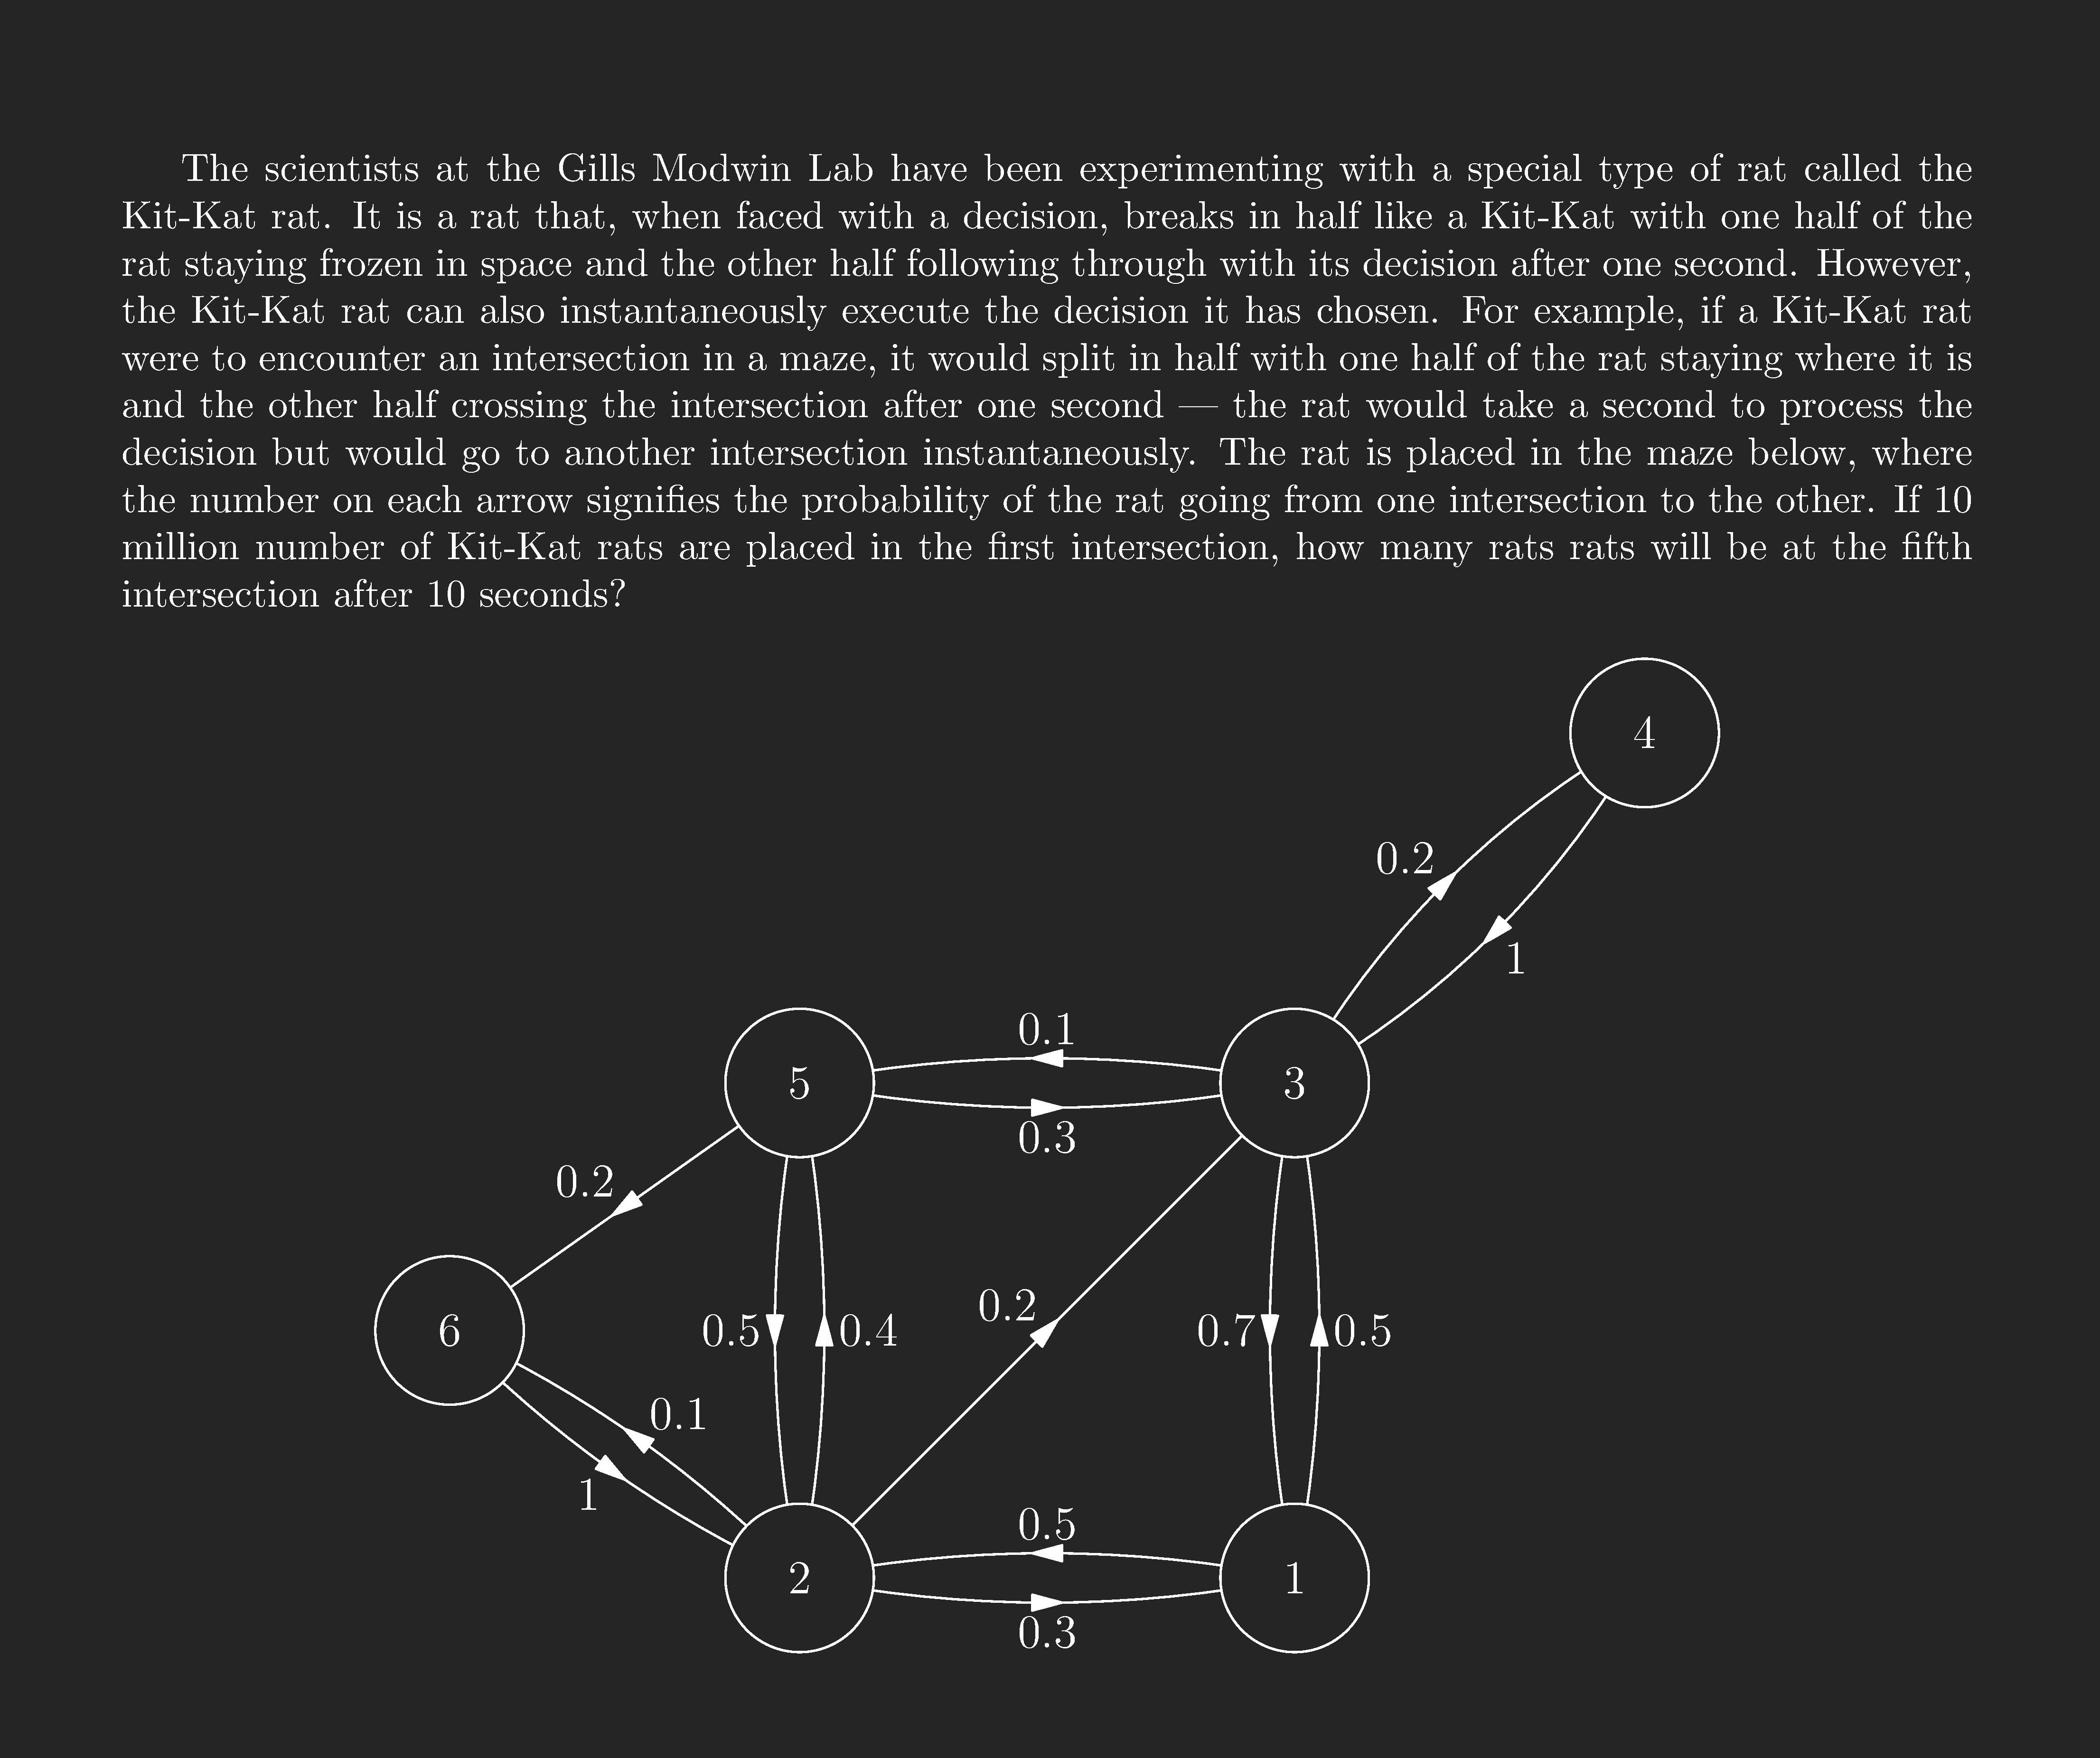 The scientists at the Gills Modwin Lab have been experimenting with a special type of rat called the
Kit-Kat rat. It is a rat that, when faced with a decision, breaks in half like a Kit-Kat with one half of the
rat staying frozen in space and the other half following through with its decision after one second. However,
the Kit-Kat rat can also instantaneously execute the decision it has chosen. For example, if a Kit-Kat rat
were to encounter an intersection in a maze, it would split in half with one half of the rat staying where it is
and the other half crossing the intersection after one second — the rat would take a second to process the
decision but would go to another intersection instantaneously. The rat is placed in the maze below, where
the number on each arrow signifies the probability of the rat going from one intersection to the other. If 10
million number of Kit-Kat rats are placed in the first intersection, how many rats rats will be at the fifth
intersection after 10 seconds?
4
0.2
1
0.1
5
3
0.3
0.2
0.2
6
0.5
0.4
0.7
0.5
0.1
1
0.5
2
1
0.3